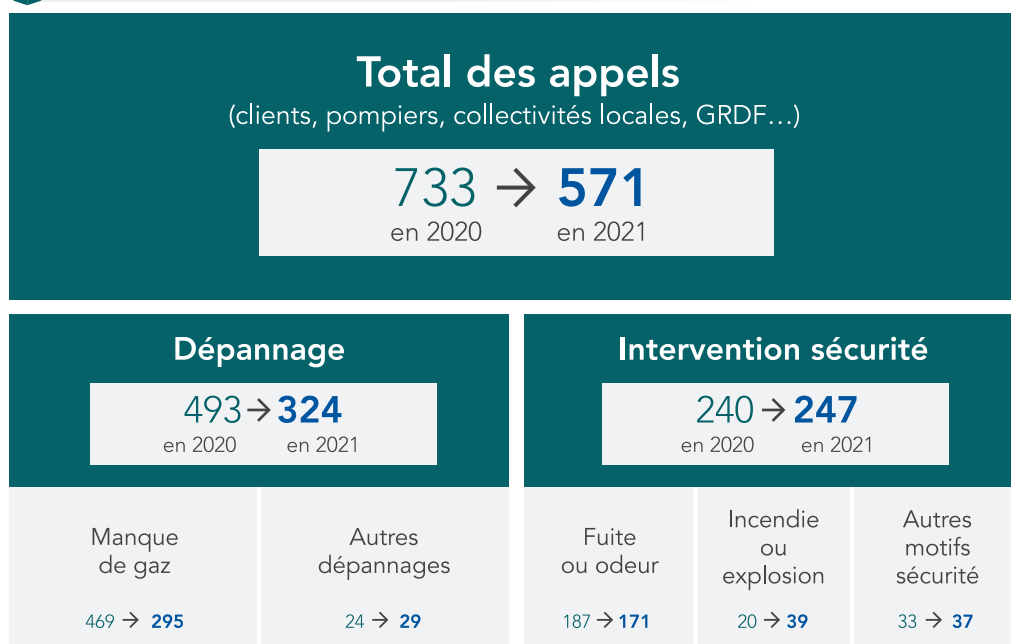 Total des appels
(clients, pompiers, collectivités locales, GRDF…)
733 → 571
en 2020 en 2021
Dépannage
493 → 324
en 2020 en 2021
Intervention sécurité
240 → 247
en 2020 en 2021
Manque
de gaz
469 → 295
Autres
dépannages
24 → 29
Fuite
ou odeur
187 → 171
Incendie
ou
explosion
20 → 39
Autres
motifs
sécurité
33 → 37